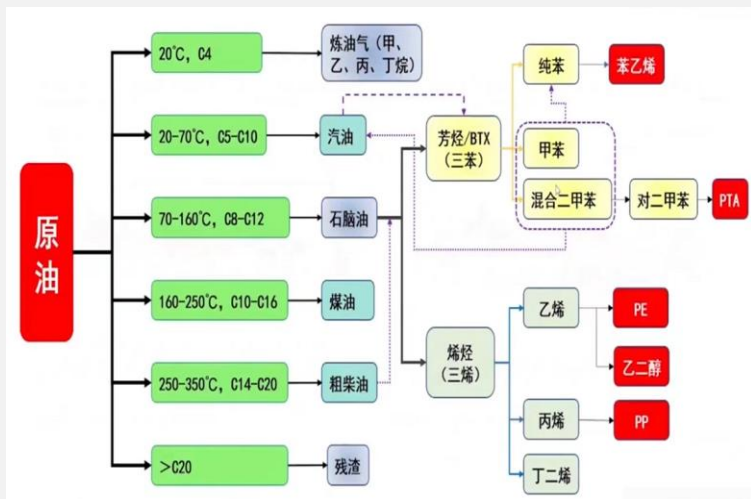 原
油
20℃, C4
炼油气（甲、
乙、丙、丁烷）
20-70℃, C5-C10
汽油
70-160℃, C8-C12
石脑油
160-250℃, C10-C16
煤油
250-350℃, C14-C20
粗柴油
>C20
残渣
芳烃/BTX
（三苯）
纯苯
苯乙烯
甲苯
混合二甲苯
对二甲苯
PTA
烯烃
（三烯）
乙烯
PE
乙二醇
丙烯
PP
丁二烯